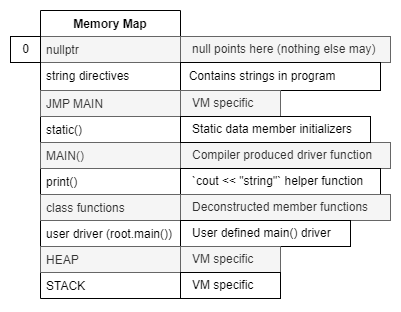 Memory Map
0 nullptr null points here (nothing else may)
string directives Contains strings in program
JMP MAIN VM specific
static() Static data member initializers
MAIN() Compiler produced driver function
print() `cout << "string"` helper function
class functions Deconstructed member functions
user driver (root.main()) User defined main() driver
HEAP VM specific
STACK VM specific